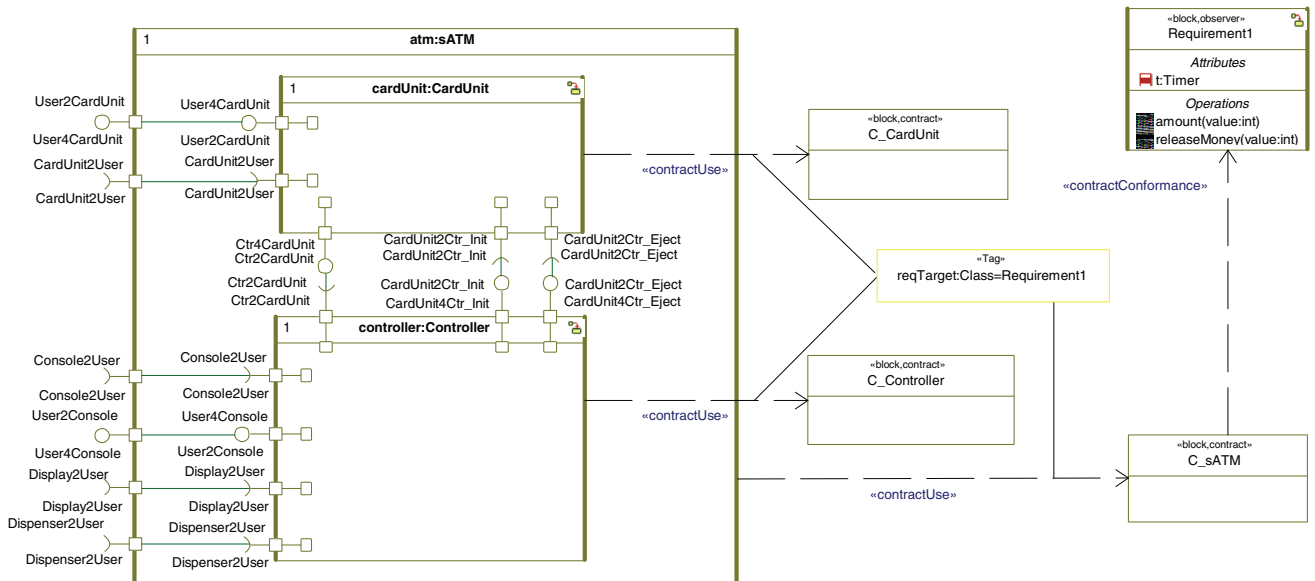 1
atm:sATM
1
cardUnit:CardUnit
User2CardUnit
User4CardUnit
User4CardUnit
User2CardUnit
CardUnit2User
CardUnit2User
CardUnit2User
CardUnit2User
Ctr4CardUnit
Ctr2CardUnit
Ctr2CardUnit
Ctr2CardUnit
CardUnit2Ctr_Init
CardUnit2Ctr_Init
CardUnit2Ctr_Init
CardUnit4Ctr_Init
CardUnit2Ctr_Eject
CardUnit2Ctr_Eject
CardUnit2Ctr_Eject
CardUnit4Ctr_Eject
1
controller:Controller
Console2User
Console2User
Console2User
Console2User
User2Console
User4Console
User4Console
User2Console
Display2User
Display2User
Display2User
Display2User
Dispenser2User
Dispenser2User
Dispenser2User
Dispenser2User
«contractUse»
«block,contract»
C_CardUnit
«Tag»
reqTarget:Class=Requirement1
«contractUse»
«block,contract»
C_Controller
«contractUse»
«block,contract»
C_sATM
«contractConformance»
«block,observer»
Requirement1
Attributes
t:Timer
Operations
amount(value:int)
releaseMoney(value:int)